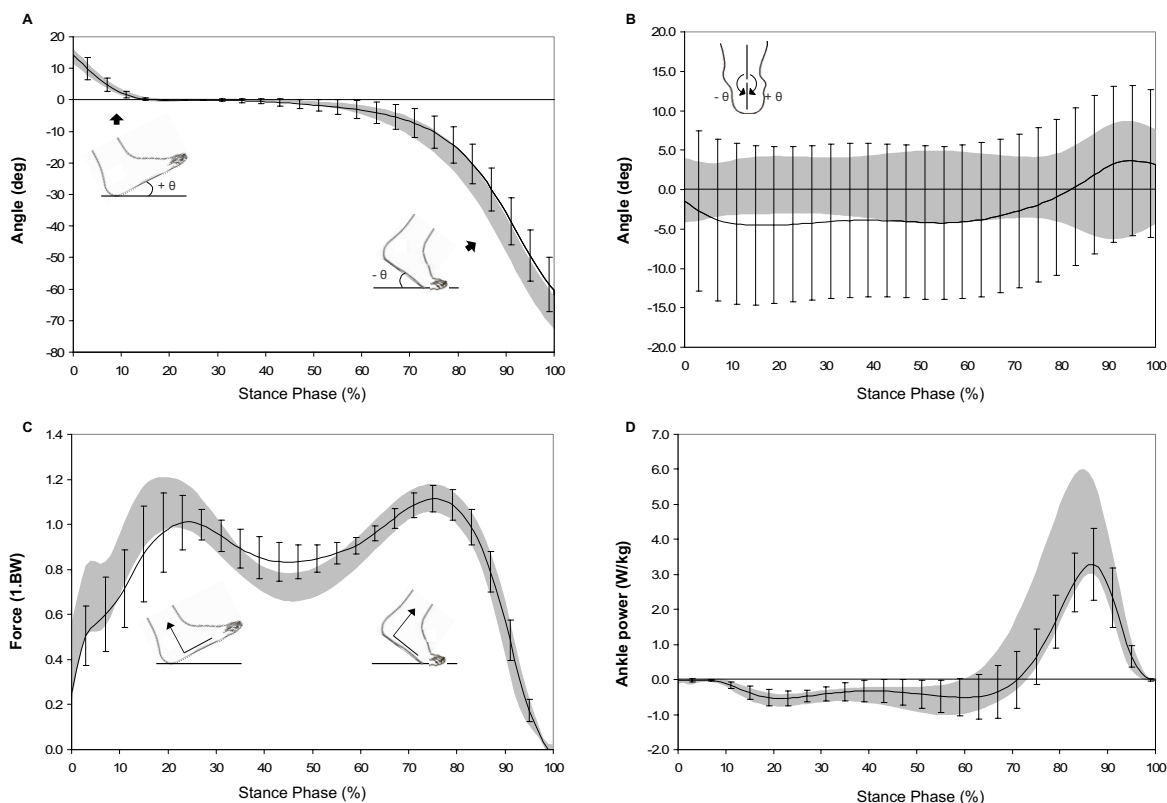 A
Angle (deg)
20
10
0
-10
-20
-30
-40
-50
-60
-70
-80
+ θ
- θ
0 10 20 30 40 50 60 70 80 90 100
Stance Phase (%)
B
Angle (deg)
20.0
15.0
10.0
5.0
0.0
-5.0
-10.0
-15.0
-20.0
- θ + θ
0 10 20 30 40 50 60 70 80 90 100
Stance Phase (%)
C
Force (1.BW)
1.4
1.2
1.0
0.8
0.6
0.4
0.2
0.0
0 10 20 30 40 50 60 70 80 90 100
Stance Phase (%)
D
Ankle power (W/kg)
7.0
6.0
5.0
4.0
3.0
2.0
1.0
0.0
-1.0
-2.0
0 10 20 30 40 50 60 70 80 90 100
Stance Phase (%)